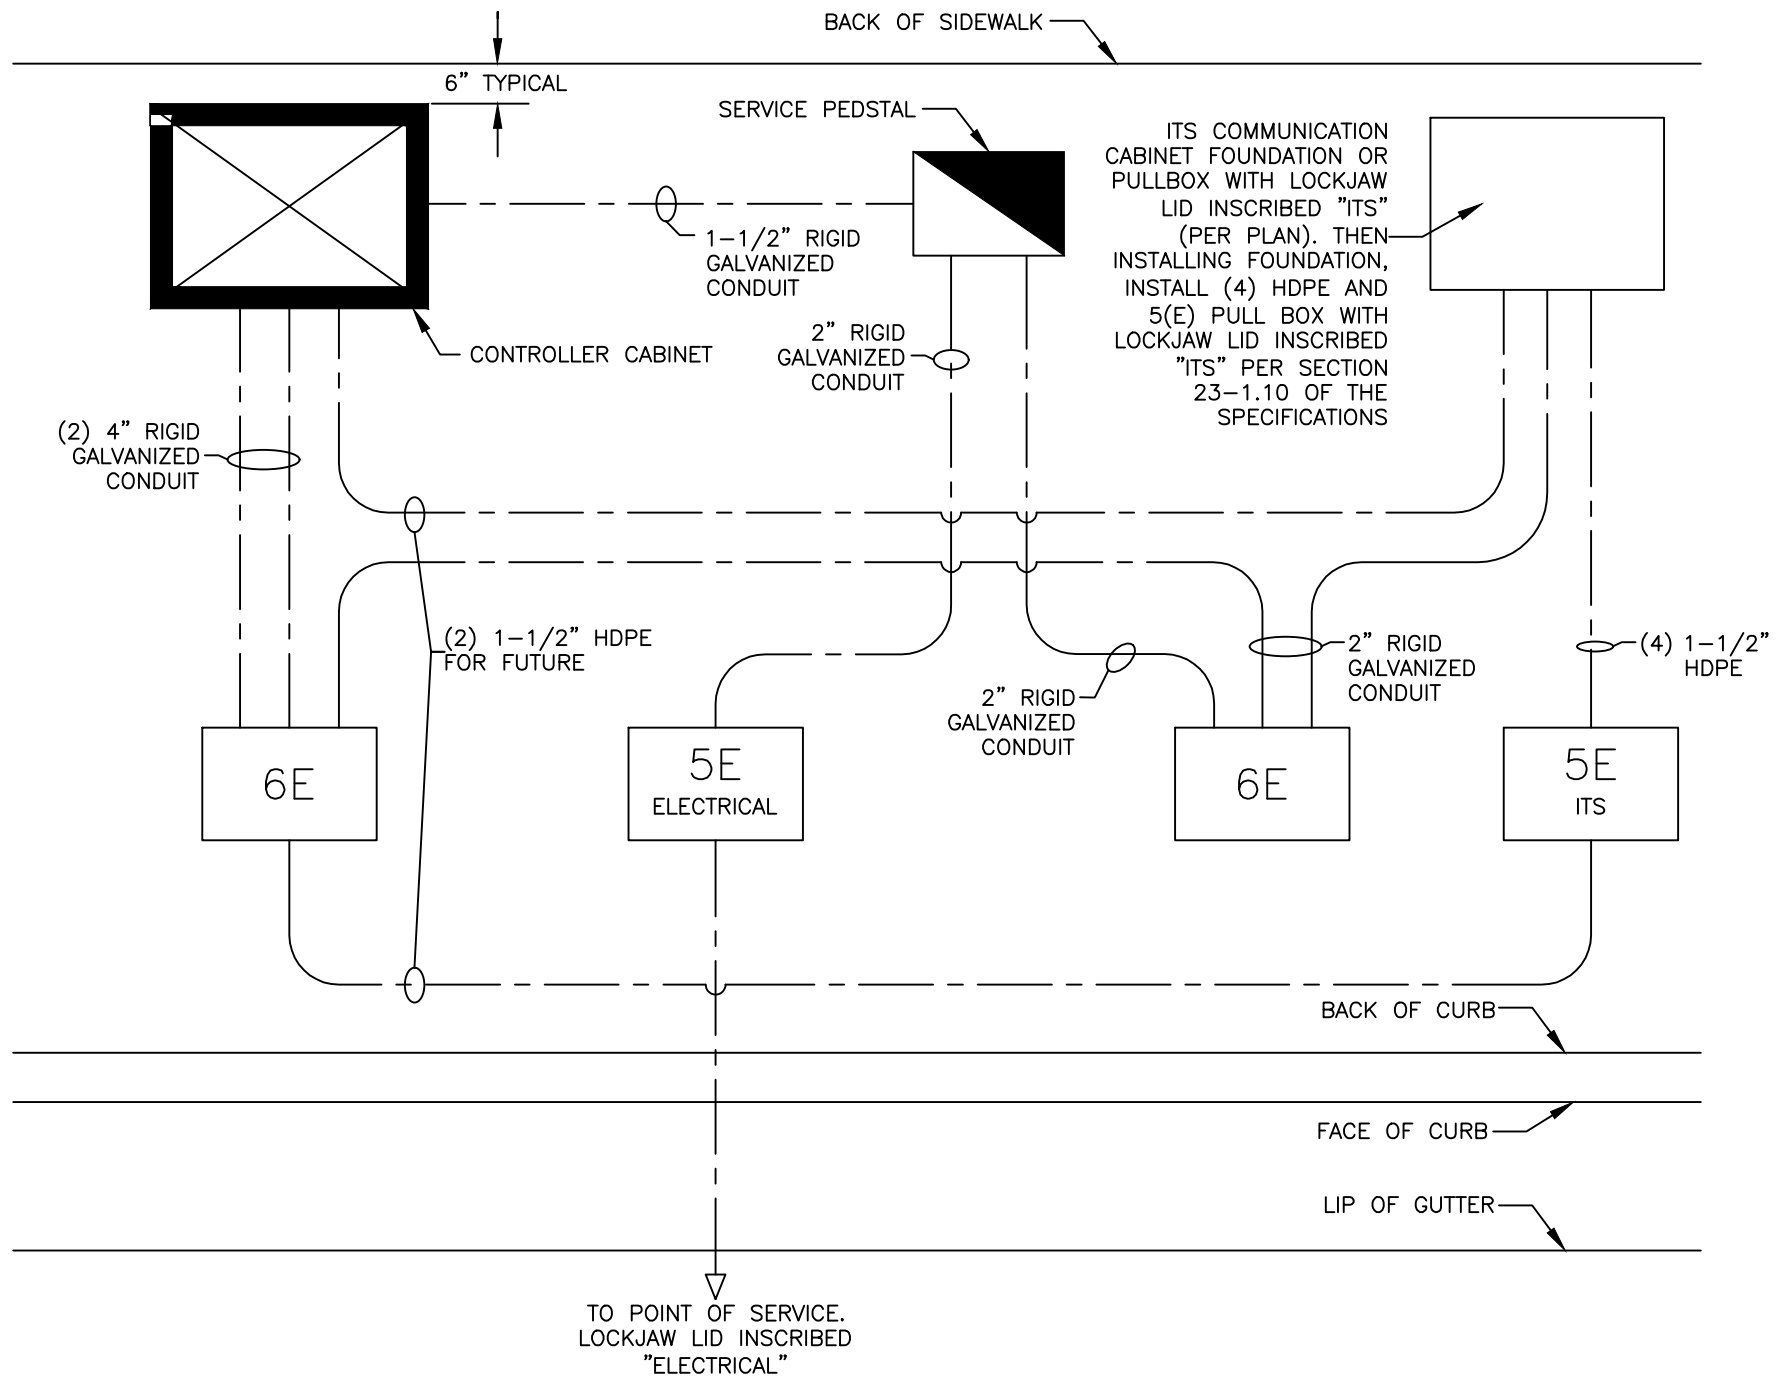 BACK OF SIDEWALK
6” TYPICAL
SERVICE PEDSTAL
ITS COMMUNICATION
CABINET FOUNDATION OR
PULLBOX WITH LOCKJAW
LID INSCRIBED "ITS"
(PER PLAN). THEN
INSTALLING FOUNDATION,
INSTALL (4) HDPE AND
5(E) PULL BOX WITH
LOCKJAW LID INSCRIBED
"ITS" PER SECTION
23-1.10 OF THE
SPECIFICATIONS
1-1/2” RIGID
GALVANIZED
CONDUIT
2” RIGID
GALVANIZED
CONDUIT
CONTROLLER CABINET
(2) 4” RIGID
GALVANIZED
CONDUIT
(2) 1-1/2” HDPE
FOR FUTURE
2” RIGID
GALVANIZED
CONDUIT
2” RIGID
GALVANIZED
CONDUIT
(4) 1-1/2”
HDPE
6E
5E
ELECTRICAL
6E
5E
ITS
BACK OF CURB
FACE OF CURB
LIP OF GUTTER
TO POINT OF SERVICE.
LOCKJAW LID INSCRIBED
"ELECTRICAL"